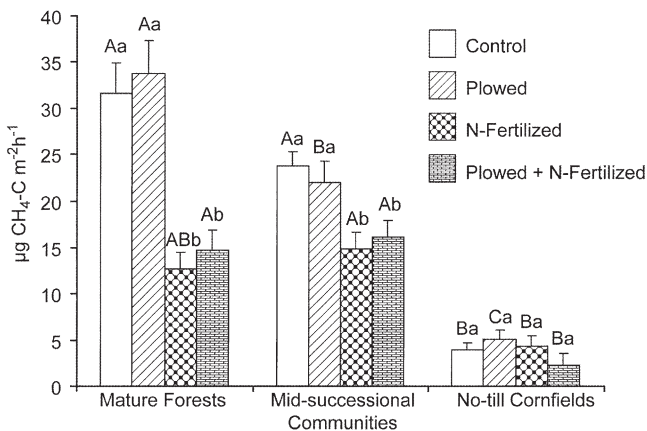 40
35
30
25
20
15
10
5
0
µg CH4-C m-2h-1
Aa
Aa
ABb
Ab
Aa
Ba
Ab
Ab
Ba
Ca
Ba
Ba
Control
Plowed
N-Fertilized
Plowed + N-Fertilized
Mature Forests
Mid-successional
Communities
No-till Cornfields